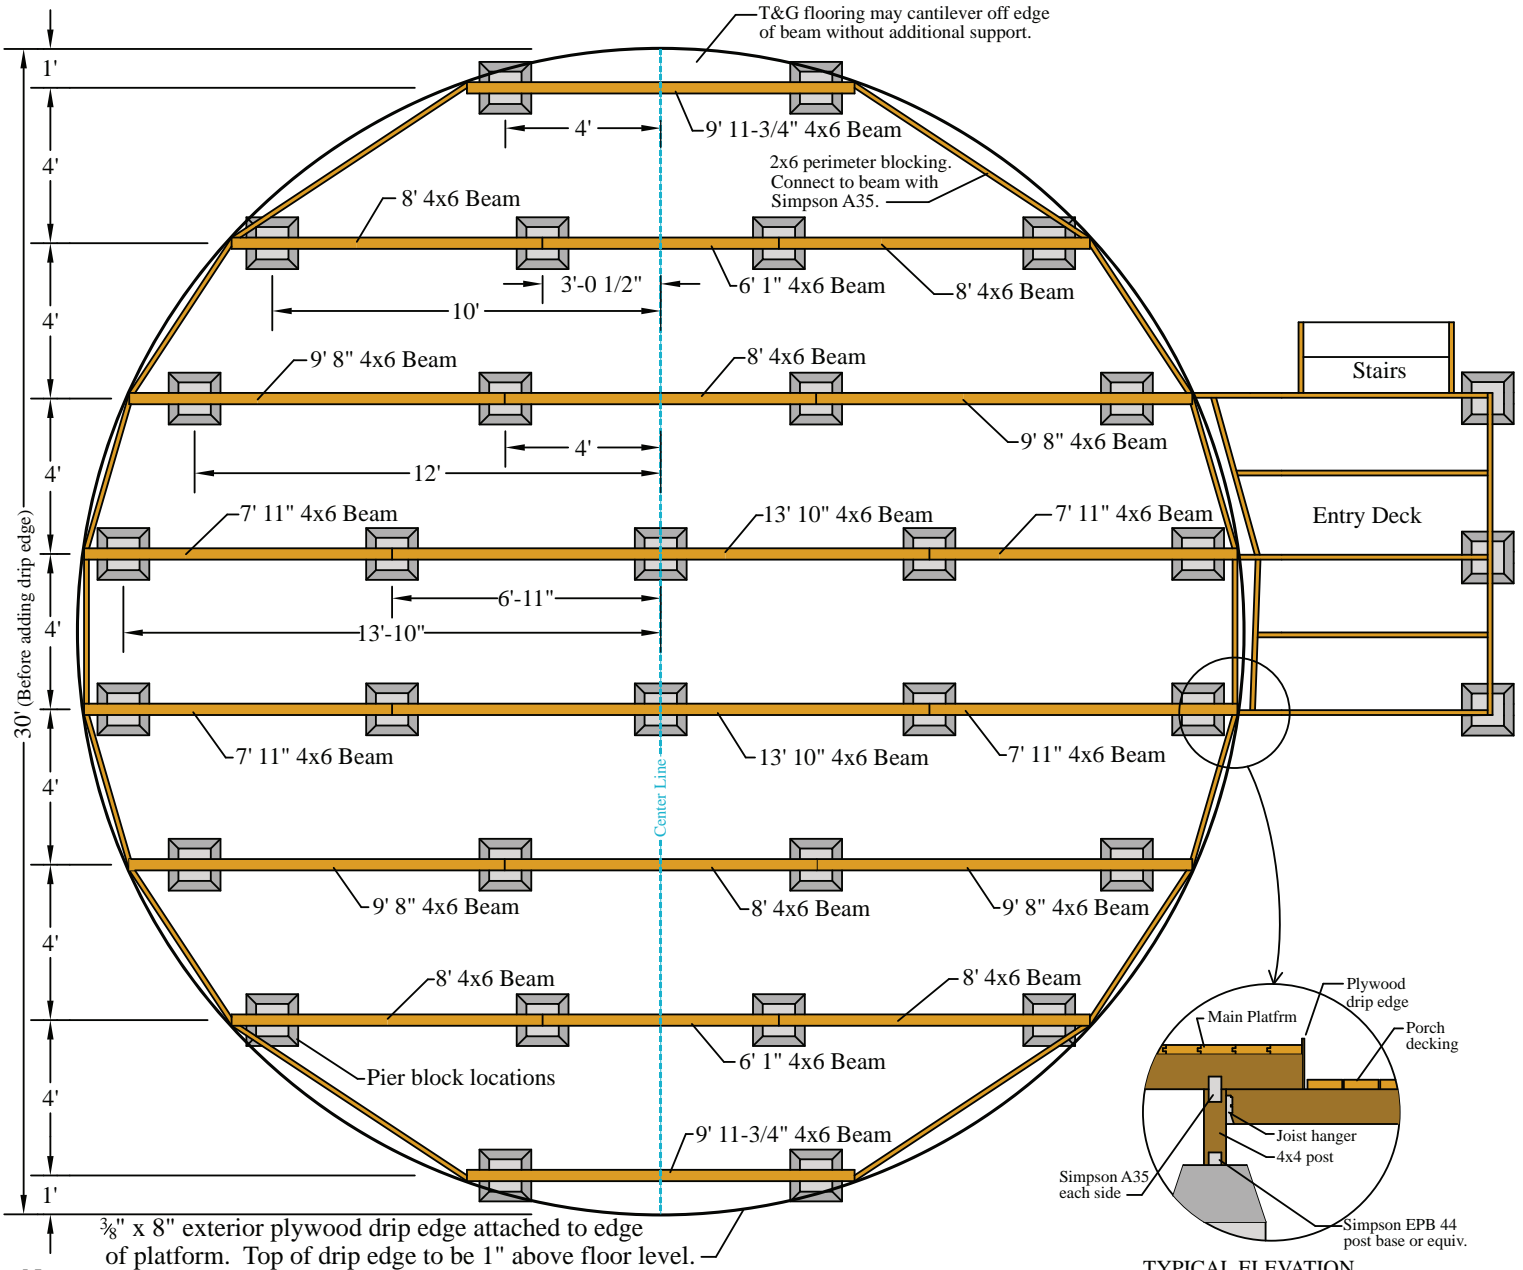 T&G flooring may cantilever off edge
of beam without additional support.
1'
4'
9' 11-3/4" 4x6 Beam
2x6 perimeter blocking.
Connect to beam with
Simpson A35.
4'
8' 4x6 Beam
3'-0 1/2"
6' 1" 4x6 Beam
8' 4x6 Beam
10'
4'
9' 8" 4x6 Beam
8' 4x6 Beam
Stairs
4'
9' 8" 4x6 Beam
12'
4'
7' 11" 4x6 Beam
13' 10" 4x6 Beam
7' 11" 4x6 Beam
Entry Deck
6'-11"
13'-10"
4'
30' (Before adding drip edge)
7' 11" 4x6 Beam
13' 10" 4x6 Beam
7' 11" 4x6 Beam
Center Line
4'
9' 8" 4x6 Beam
8' 4x6 Beam
9' 8" 4x6 Beam
4'
8' 4x6 Beam
8' 4x6 Beam
6' 1" 4x6 Beam
Pier block locations
4'
9' 11-3/4" 4x6 Beam
1'
⅜" x 8" exterior plywood drip edge attached to edge
of platform. Top of drip edge to be 1" above floor level.
Plywood
drip edge
Main Platfrm
Porch
decking
Joist hanger
4x4 post
Simpson A35
each side
Simpson EPB 44
post base or equiv.
TYPICAL ELEVATION